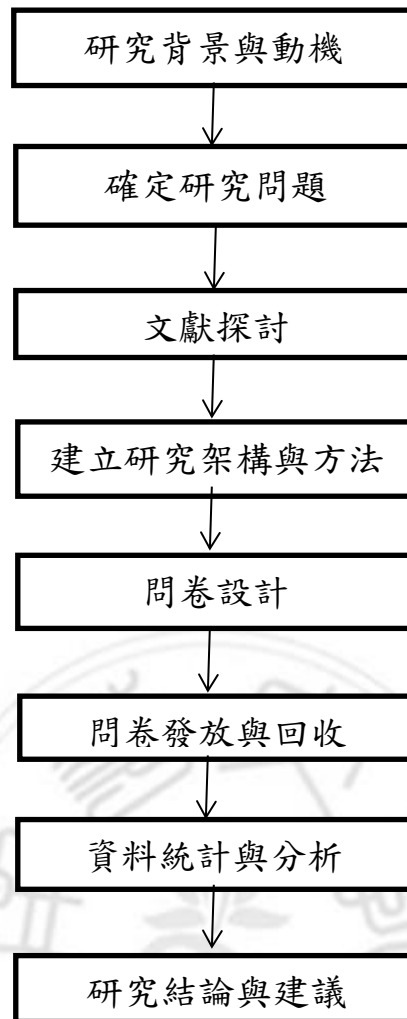 研究背景與動機
確定研究問題
文獻探討
建立研究架構與方法
問卷設計
問卷發放與回收
資料統計與分析
研究結論與建議